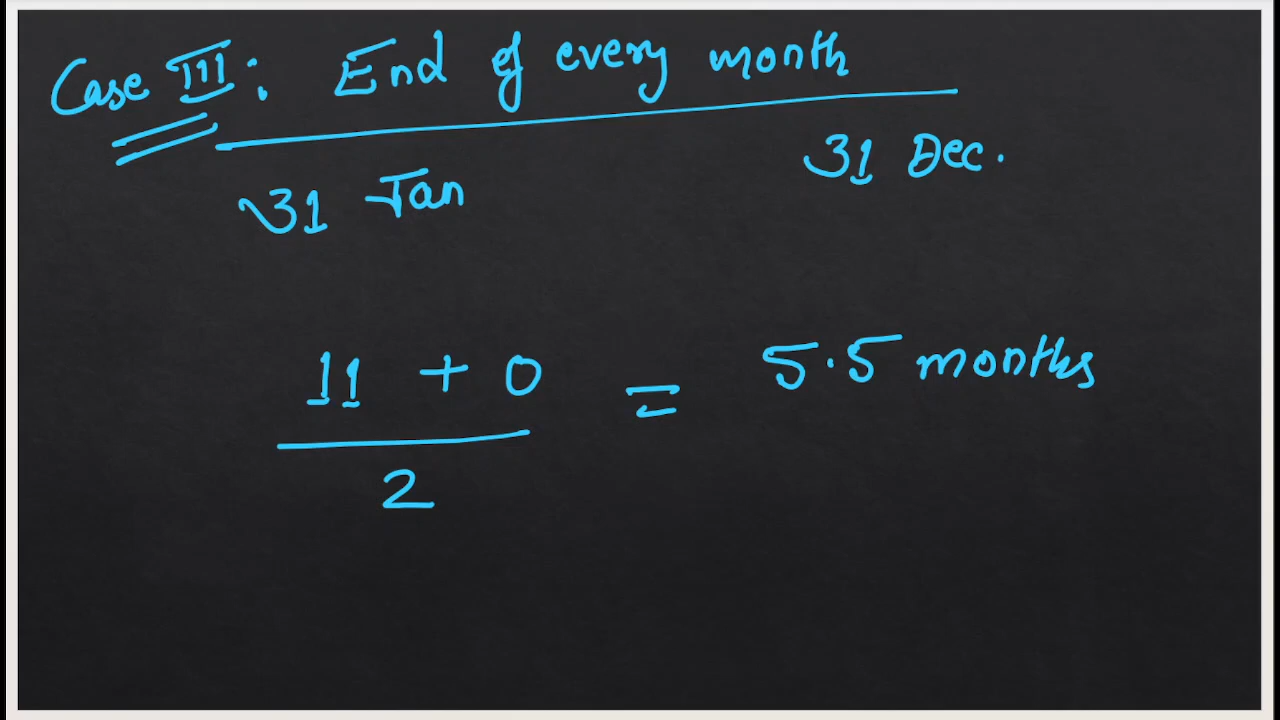 Case III: End of every month
31 Jan 31 Dec.
11 + 0 = 5.5 months
2